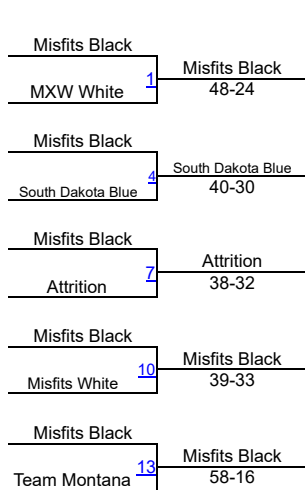 Misfits Black
1
Misfits Black
MXW White
48-24
Misfits Black
4
South Dakota Blue
South Dakota Blue
40-30
Misfits Black
7
Attrition
Attrition
38-32
Misfits Black
10
Misfits Black
Misfits White
39-33
Misfits Black
13
Misfits Black
Team Montana
58-16